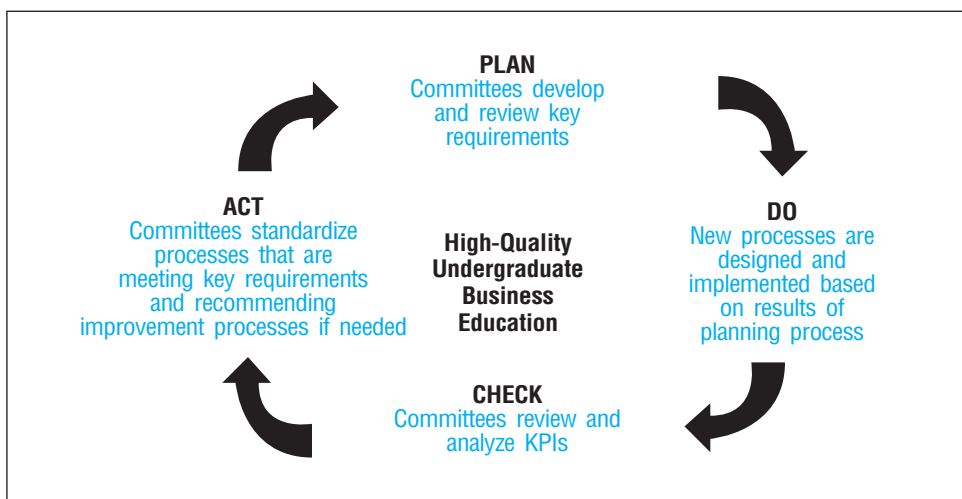 PLAN
Committees develop
and review key
requirements
DO
New processes are
designed and
implemented based
on results of
planning process
CHECK
Committees review and
analyze KPIs
ACT
Committees standardize
processes that are
meeting key requirements
and recommending
improvement processes if needed
High-Quality
Undergraduate
Business
Education